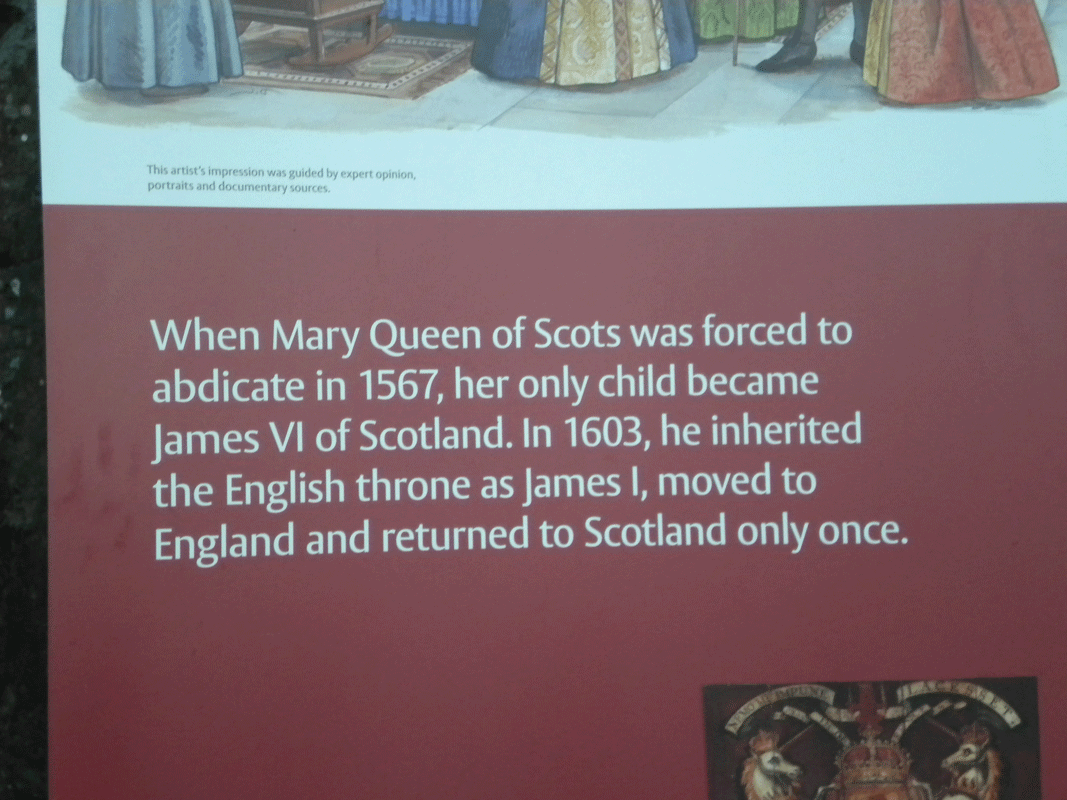 This artist's impression was guided by expert opinion,
portraits and documentary sources.
When Mary Queen of Scots was forced to
abdicate in 1567, her only child became
James VI of Scotland. In 1603, he inherited
the English throne as James I, moved to
England and returned to Scotland only once.
LACESSET